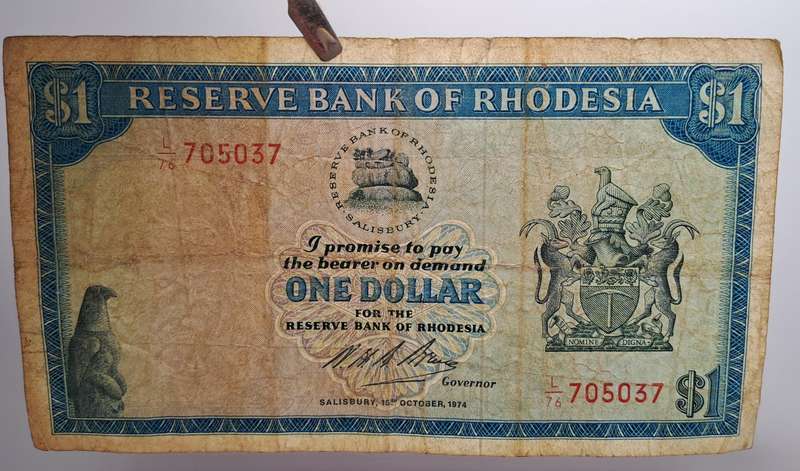 $1 RESERVE BANK OF RHODESIA $1
L/76 705037
RESERVE BANK OF RHODESIA
· SALISBURY ·
I promise to pay
the bearer on demand
ONE DOLLAR
FOR THE
RESERVE BANK OF RHODESIA
Governor
SALISBURY, 15TH OCTOBER, 1974
NOMINE DIGNA
L/76 705037 $1